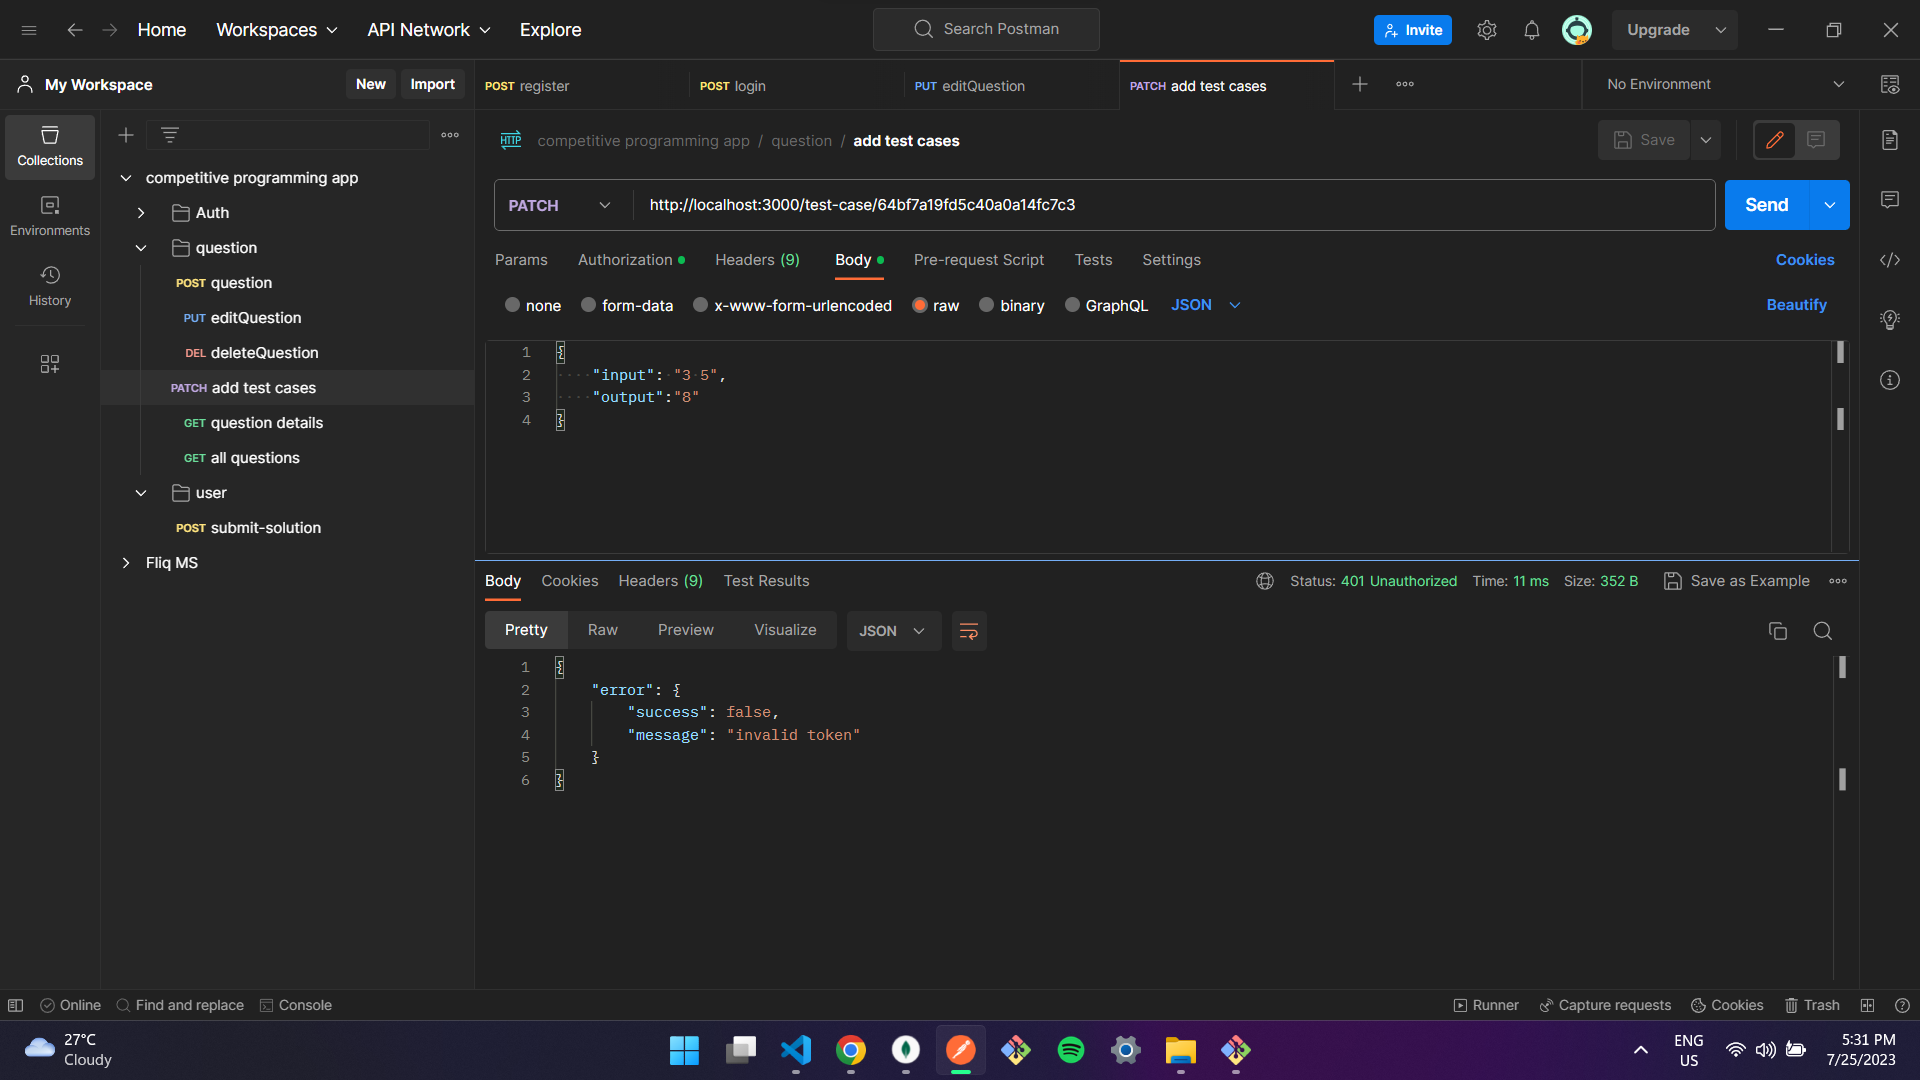 Home Workspaces API Network Explore Search Postman Invite Upgrade
My Workspace New Import POST register POST login PUT editQuestion PATCH add test cases No Environment
Collections
Environments
History
competitive programming app
Auth
question
POST question
PUT editQuestion
DEL deleteQuestion
PATCH add test cases
GET question details
GET all questions
user
POST submit-solution
Fliq MS
HTTP competitive programming app / question / add test cases Save
PATCH http://localhost:3000/test-case/64bf7a19fd5c40a0a14fc7c3 Send
Params Authorization Headers (9) Body Pre-request Script Tests Settings Cookies
none form-data x-www-form-urlencoded raw binary GraphQL JSON Beautify
1 {
2 "input": "3 5",
3 "output":"8"
4 }
Body Cookies Headers (9) Test Results Status: 401 Unauthorized Time: 11 ms Size: 352 B Save as Example
Pretty Raw Preview Visualize JSON
1 {
2 "error": {
3 "success": false,
4 "message": "invalid token"
5 }
6 }
Online Find and replace Console Runner Capture requests Cookies Trash
27°C
Cloudy
ENG
US
5:31 PM
7/25/2023